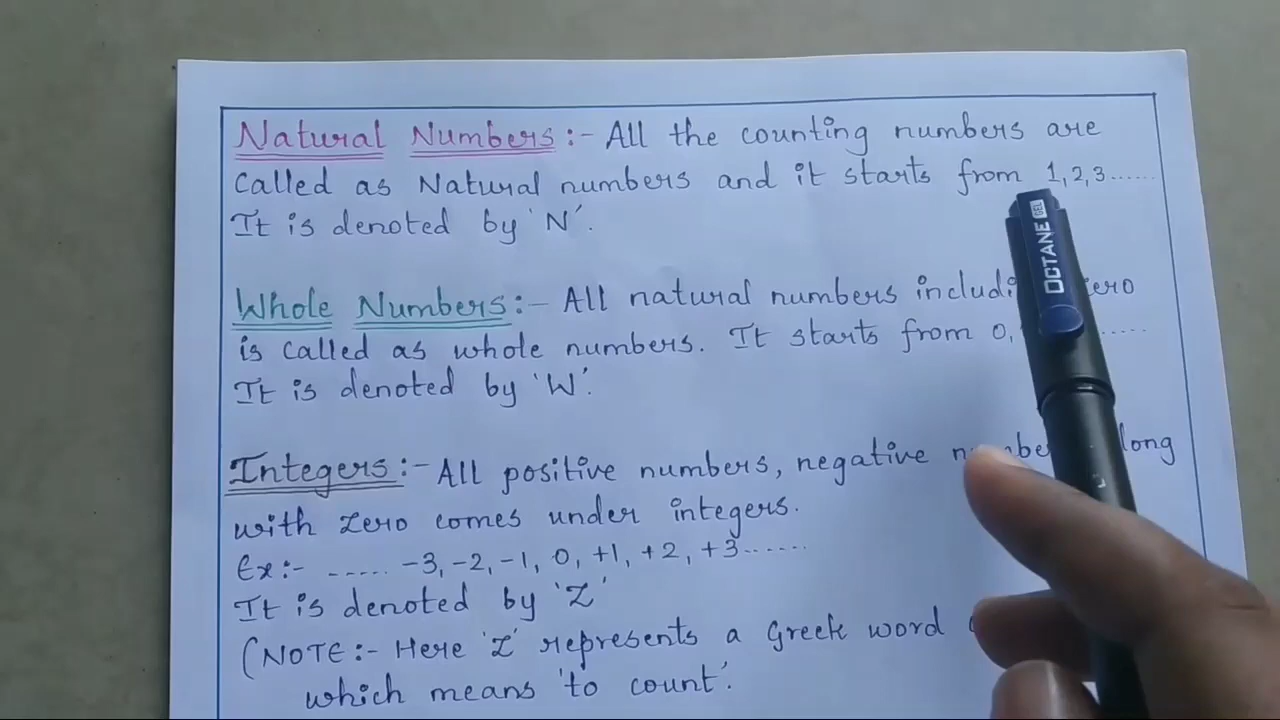 Natural Numbers:- All the counting numbers are
called as Natural numbers and it starts from 1,2,3......
It is denoted by 'N'.
Whole Numbers:- All natural numbers zero
is called as whole numbers. It starts from 0, ......
It is denoted by 'W'.
Integers:- All positive numbers, negative
with zero comes under integers.
Ex:- ..... -3, -2, -1, 0, +1, +2, +3......
It is denoted by 'Z'
(NOTE:- Here 'Z' represents a Greek word
which means 'to count'.
OCTANE GEL